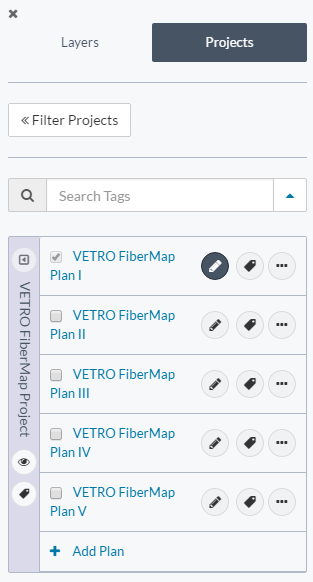 Layers
Projects
« Filter Projects
Search Tags
VETRO FiberMap Project
VETRO FiberMap
Plan I
VETRO FiberMap
Plan II
VETRO FiberMap
Plan III
VETRO FiberMap
Plan IV
VETRO FiberMap
Plan V
+ Add Plan